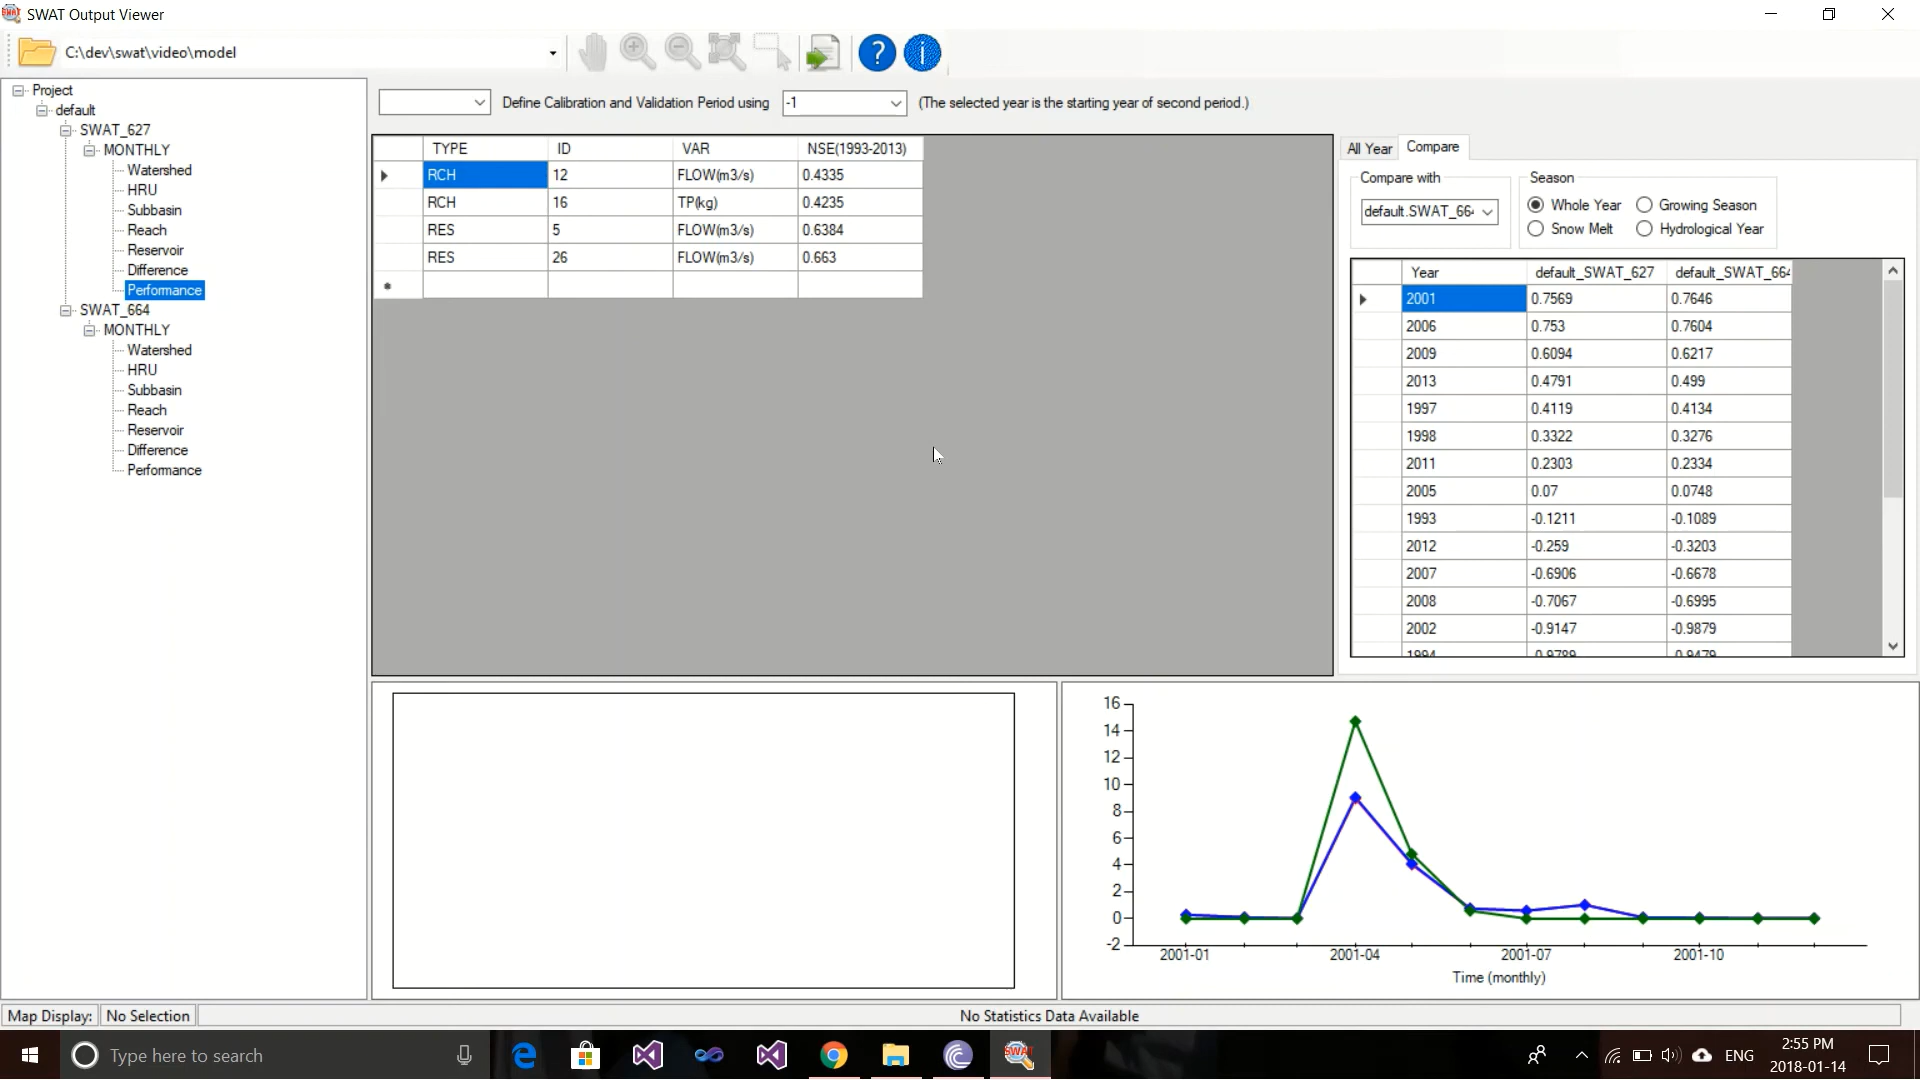 SWAT Output Viewer
C:\dev\swat\video\model
Project
default
SWAT_627
MONTHLY
Watershed
HRU
Subbasin
Reach
Reservoir
Difference
Performance
SWAT_664
MONTHLY
Watershed
HRU
Subbasin
Reach
Reservoir
Difference
Performance
Define Calibration and Validation Period using -1 (The selected year is the starting year of second period.)
TYPE ID VAR NSE(1993-2013)
RCH 12 FLOW(m3/s) 0.4335
RCH 16 TP(kg) 0.4235
RES 5 FLOW(m3/s) 0.6384
RES 26 FLOW(m3/s) 0.663
All Year Compare
Compare with
default.SWAT_66
Season
Whole Year Growing Season
Snow Melt Hydrological Year
Year default_SWAT_627 default_SWAT_664
2001 0.7569 0.7646
2006 0.753 0.7604
2009 0.6094 0.6217
2013 0.4791 0.499
1997 0.4119 0.4134
1998 0.3322 0.3276
2011 0.2303 0.2334
2005 0.07 0.0748
1993 -0.1211 -0.1089
2012 -0.259 -0.3203
2007 -0.6906 -0.6678
2008 -0.7067 -0.6995
2002 -0.9147 -0.9879
1994 -0.9789 -0.9479
16
14
12
10
8
6
4
2
0
-2
2001-01 2001-04 2001-07 2001-10
Time (monthly)
Map Display: No Selection No Statistics Data Available
Type here to search
SWAT
ENG
2:55 PM
2018-01-14